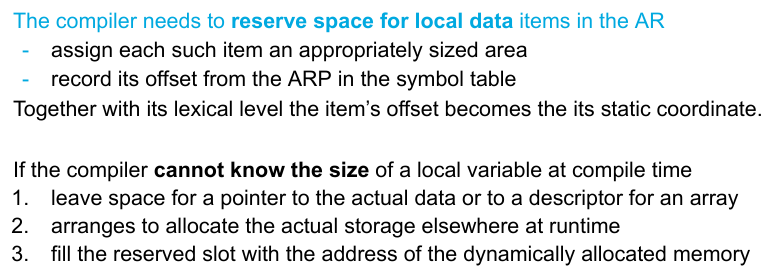 The compiler needs to reserve space for local data items in the AR
- assign each such item an appropriately sized area
- record its offset from the ARP in the symbol table
Together with its lexical level the item's offset becomes the its static coordinate.
If the compiler cannot know the size of a local variable at compile time
1. leave space for a pointer to the actual data or to a descriptor for an array
2. arranges to allocate the actual storage elsewhere at runtime
3. fill the reserved slot with the address of the dynamically allocated memory